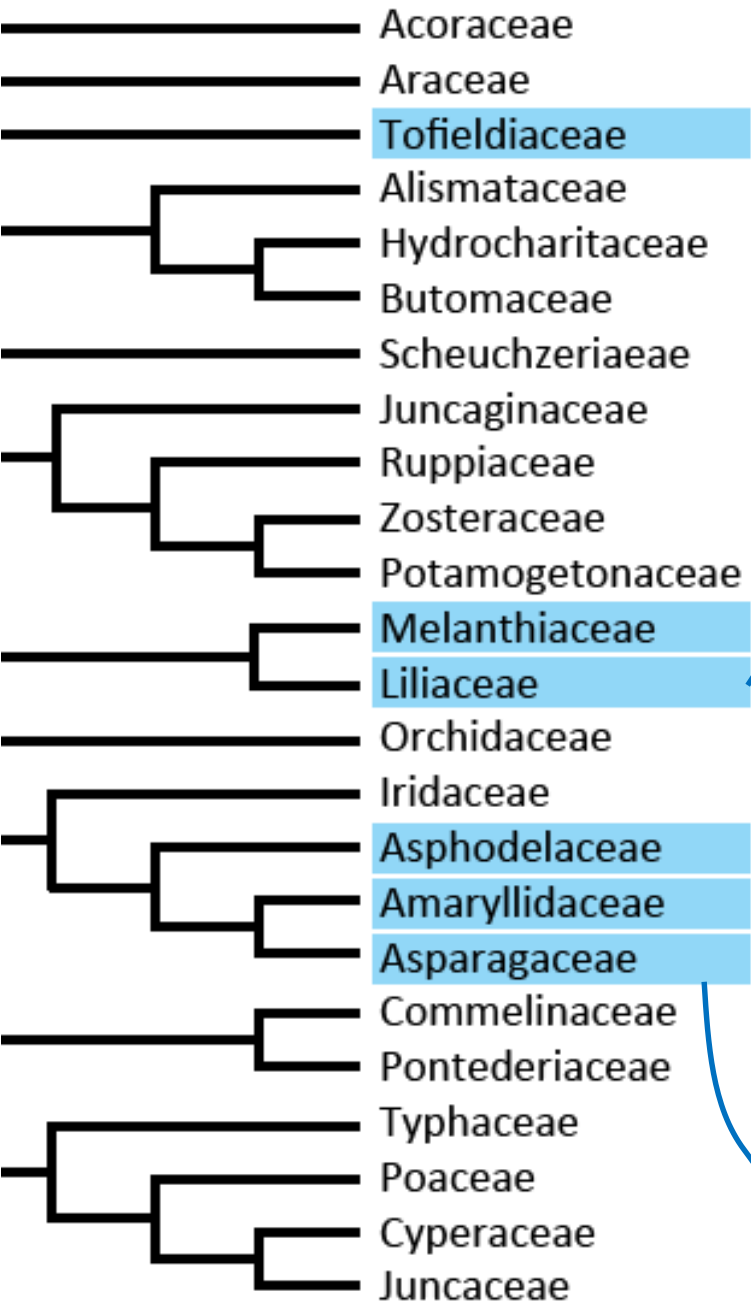 Acoraceae
Araceae
Tofieldiaceae
Alismataceae
Hydrocharitaceae
Butomaceae
Scheuchzeriaeae
Juncaginaceae
Ruppiaceae
Zosteraceae
Potamogetonaceae
Melanthiaceae
Liliaceae
Orchidaceae
Iridaceae
Asphodelaceae
Amaryllidaceae
Asparagaceae
Commelinaceae
Pontederiaceae
Typhaceae
Poaceae
Cyperaceae
Juncaceae